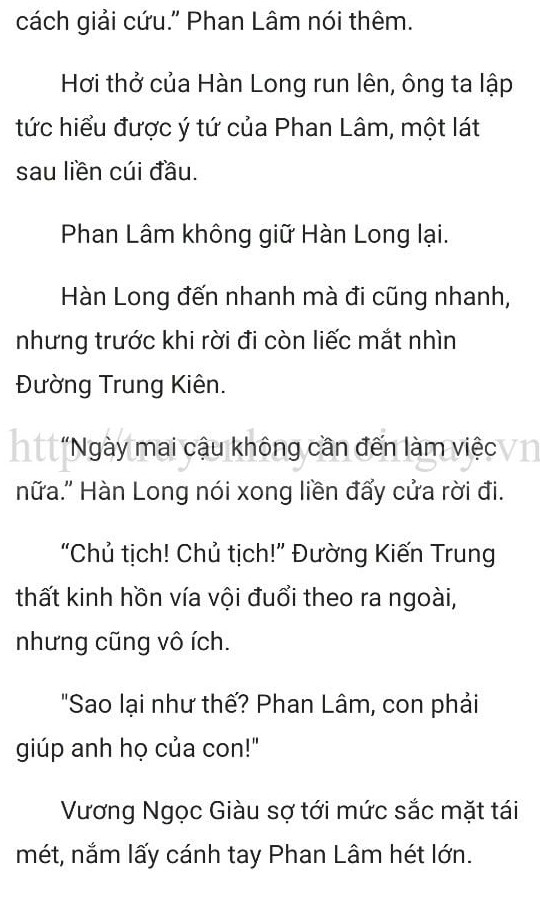 cách giải cứu.” Phan Lâm nói thêm.
Hơi thở của Hàn Long run lên, ông ta lập
tức hiểu được ý tứ của Phan Lâm, một lát
sau liền cúi đầu.
Phan Lâm không giữ Hàn Long lại.
Hàn Long đến nhanh mà đi cũng nhanh,
nhưng trước khi rời đi còn liếc mắt nhìn
Đường Trung Kiên.
“Ngày mai cậu không cần đến làm việc
http://truyenhaymoingay.vn
nữa.” Hàn Long nói xong liền đẩy cửa rời đi.
“Chủ tịch! Chủ tịch!” Đường Kiến Trung
thất kinh hồn vía vội đuổi theo ra ngoài,
nhưng cũng vô ích.
"Sao lại như thế? Phan Lâm, con phải
giúp anh họ của con!"
Vương Ngọc Giàu sợ tới mức sắc mặt tái
mét, nắm lấy cánh tay Phan Lâm hét lớn.